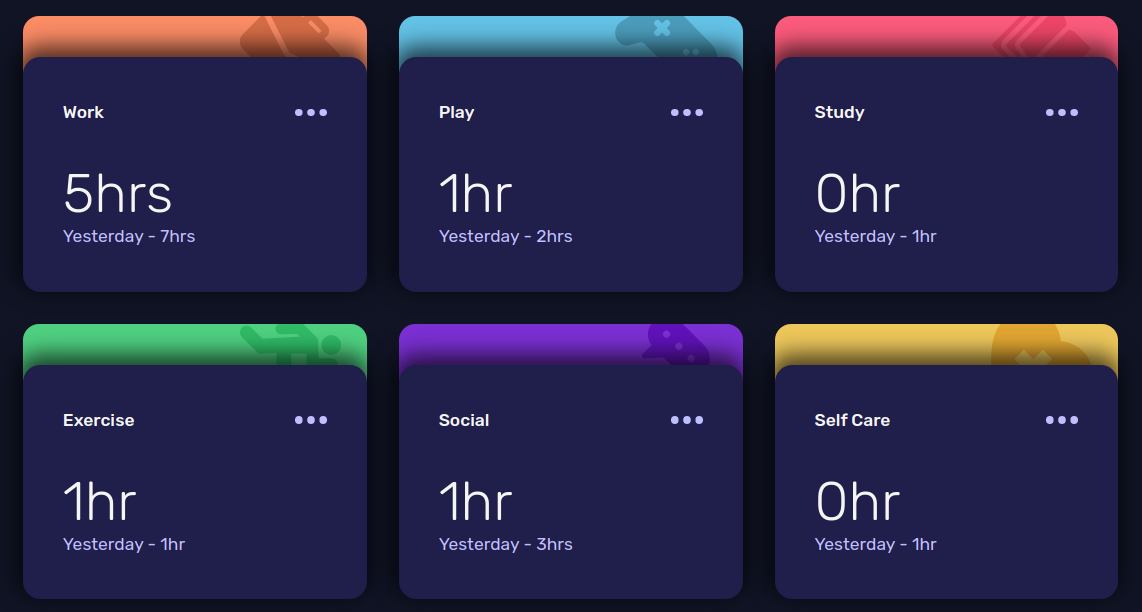 Work
5hrs
Yesterday - 7hrs
Play
1hr
Yesterday - 2hrs
Study
0hr
Yesterday - 1hr
Exercise
1hr
Yesterday - 1hr
Social
1hr
Yesterday - 3hrs
Self Care
0hr
Yesterday - 1hr